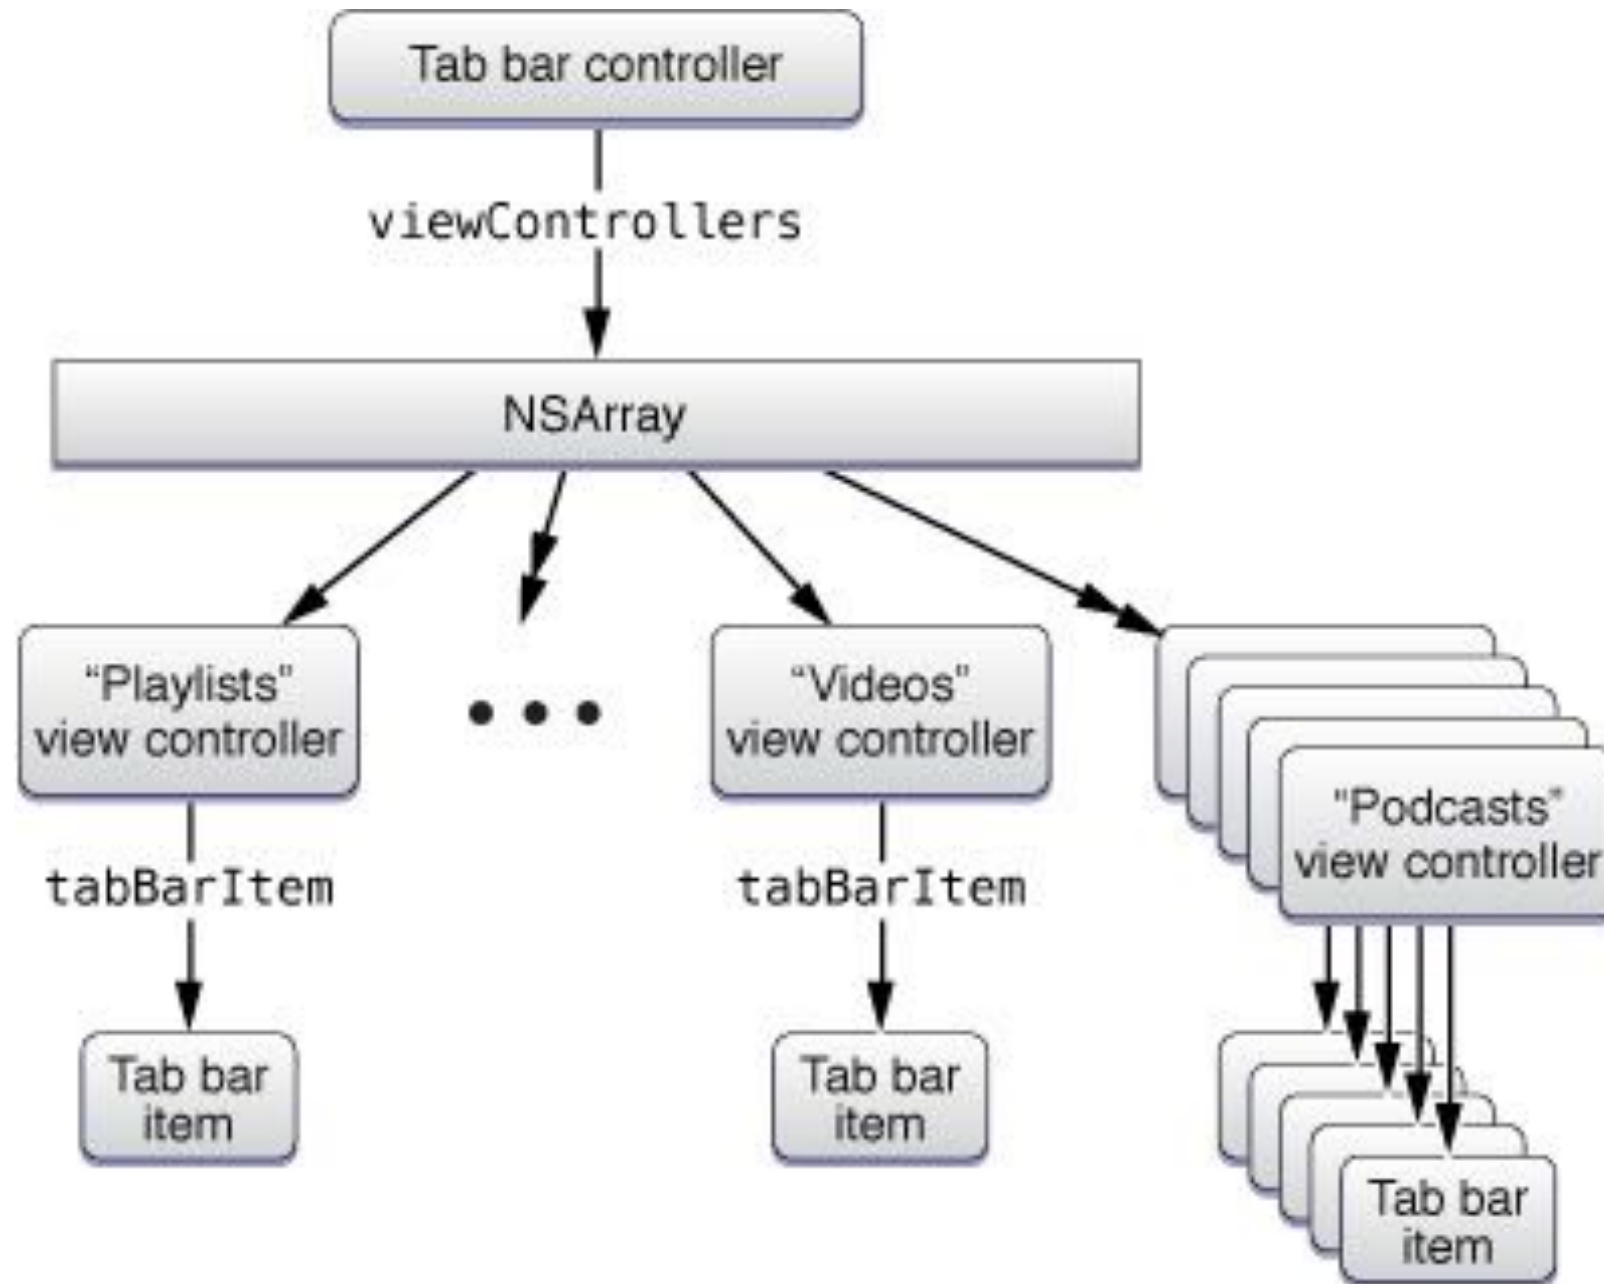 Tab bar controller
viewControllers
NSArray
“Playlists”
view controller
“Videos”
view controller
“Podcasts”
view controller
tabBarItem
tabBarItem
Tab bar
item
Tab bar
item
Tab bar
item